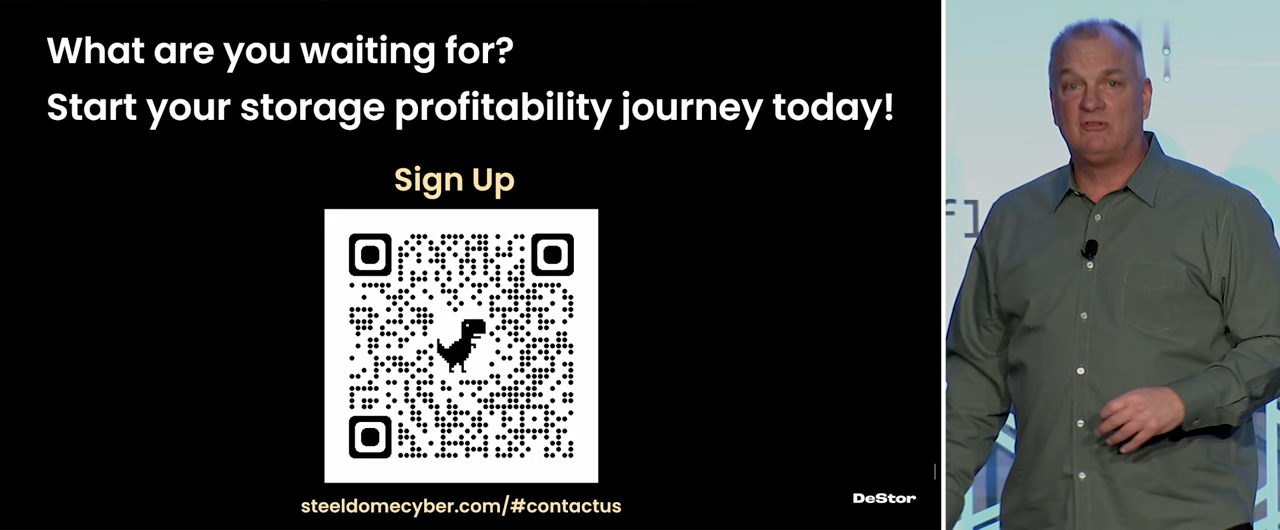 What are you waiting for?
Start your storage profitability journey today!
Sign Up
steeldomecyber.com/#contactus
DeStor